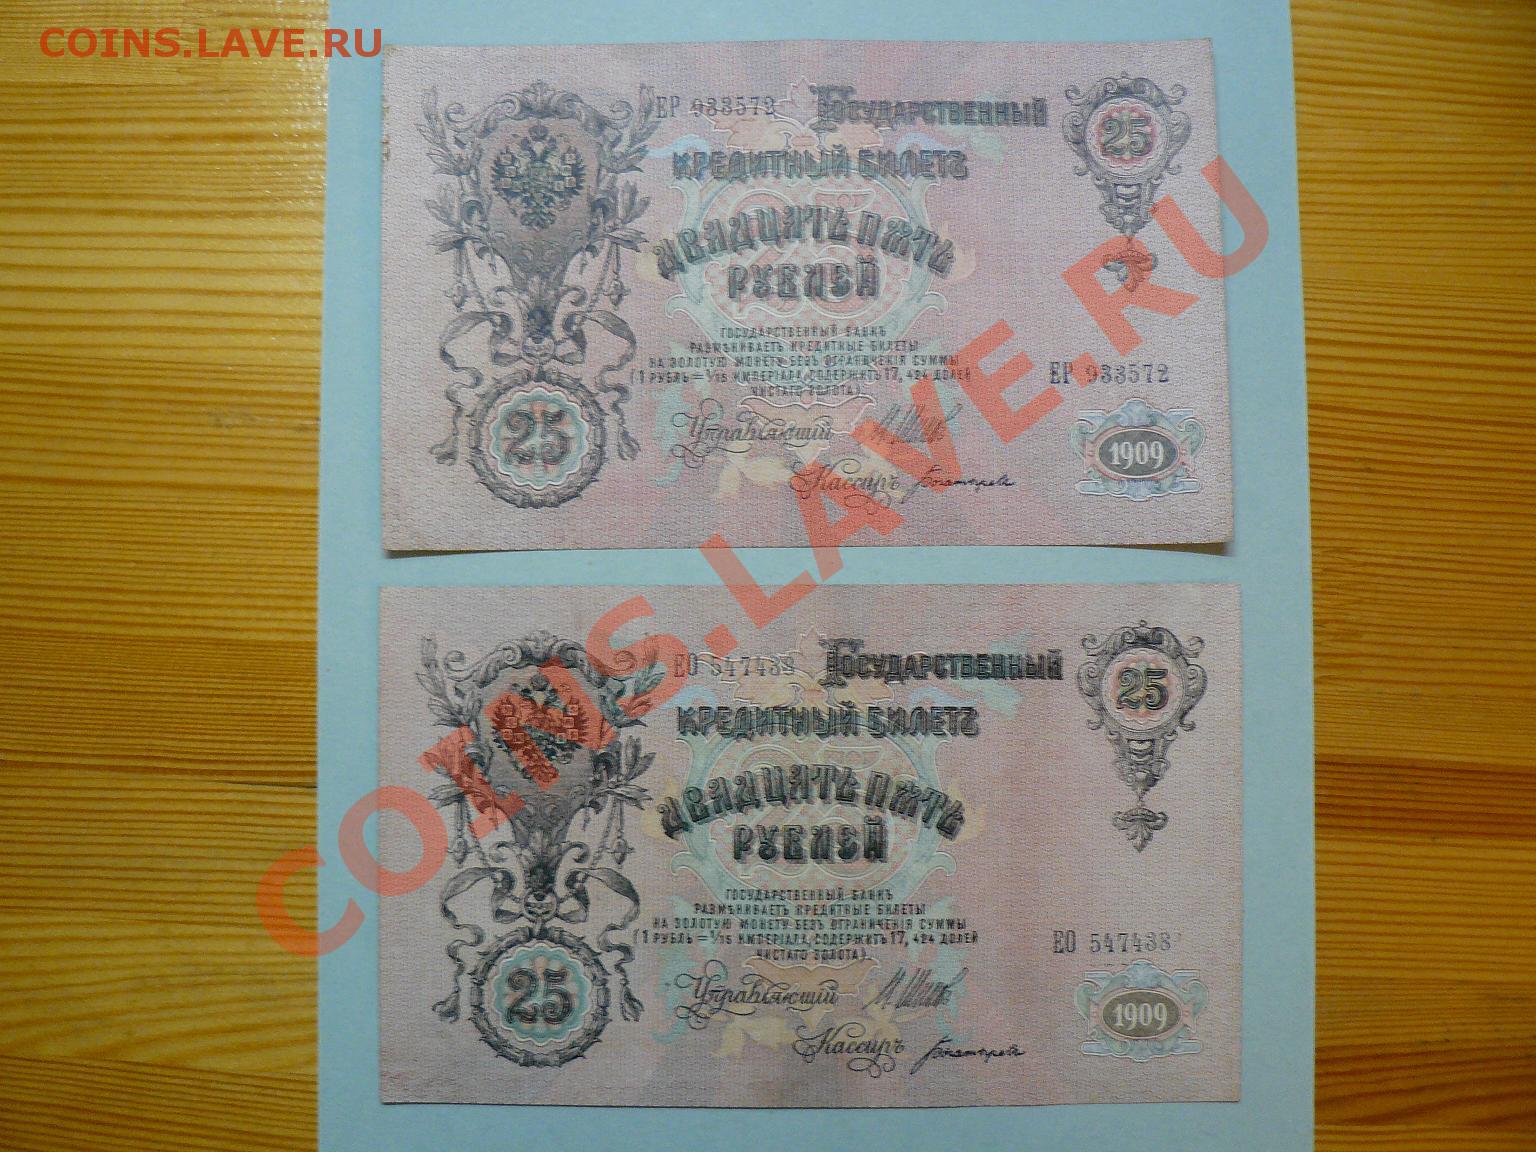 COINS.LAVE.RU
ЕР 933572 ГОСУДАРСТВЕННЫЙ 25
КРЕДИТНЫЙ БИЛЕТЪ
ДВАДЦАТЬ ПЯТЬ
РУБЛЕЙ
ГОСУДАРСТВЕННЫЙ БАНКЪ
РАЗМѢНИВАЕТЪ КРЕДИТНЫЕ БИЛЕТЫ
НА ЗОЛОТУЮ МОНЕТУ БЕЗЪ ОГРАНИЧЕНІЯ СУММЫ
(1 РУБЛЬ = 1/15 ИМПЕРІАЛА, СОДЕРЖИТЪ 17,424 ДОЛЕЙ
ЧИСТАГО ЗОЛОТА)
ЕР 933572
25
Управляющій
1909
Кассиръ
ЕО 547438 ГОСУДАРСТВЕННЫЙ 25
КРЕДИТНЫЙ БИЛЕТЪ
ДВАДЦАТЬ ПЯТЬ
РУБЛЕЙ
ГОСУДАРСТВЕННЫЙ БАНКЪ
РАЗМѢНИВАЕТЪ КРЕДИТНЫЕ БИЛЕТЫ
НА ЗОЛОТУЮ МОНЕТУ БЕЗЪ ОГРАНИЧЕНІЯ СУММЫ
(1 РУБЛЬ = 1/15 ИМПЕРІАЛА, СОДЕРЖИТЪ 17,424 ДОЛЕЙ
ЧИСТАГО ЗОЛОТА)
ЕО 547438
25
Управляющій
1909
Кассиръ
COINS.LAVE.RU